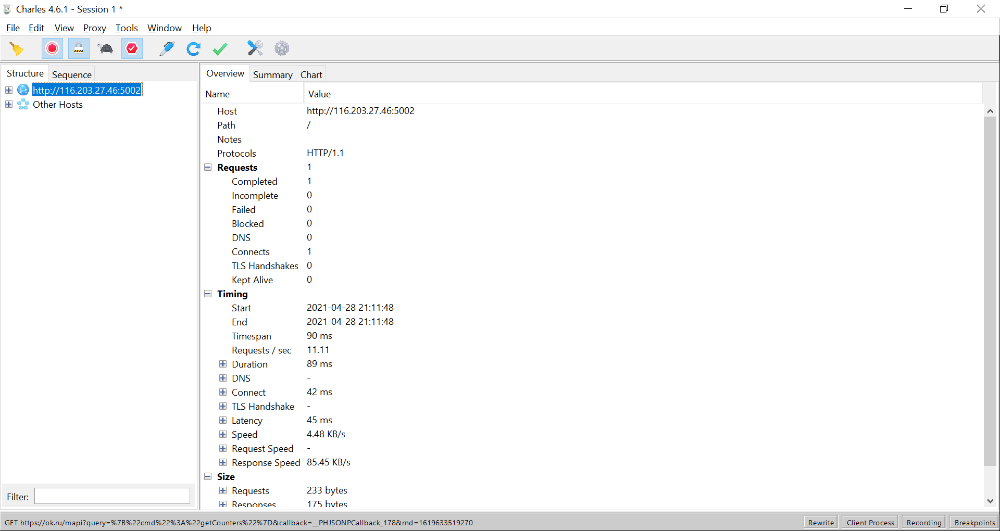 Charles 4.6.1 - Session 1 *
File Edit View Proxy Tools Window Help
Structure Sequence
http://116.203.27.46:5002
Other Hosts
Filter:
Overview Summary Chart
Name Value
Host http://116.203.27.46:5002
Path /
Notes
Protocols HTTP/1.1
Requests 1
Completed 1
Incomplete 0
Failed 0
Blocked 0
DNS 0
Connects 1
TLS Handshakes 0
Kept Alive 0
Timing
Start 2021-04-28 21:11:48
End 2021-04-28 21:11:48
Timespan 90 ms
Requests / sec 11.11
Duration 89 ms
DNS -
Connect 42 ms
TLS Handshake -
Latency 45 ms
Speed 4.48 KB/s
Request Speed -
Response Speed 85.45 KB/s
Size
Requests 233 bytes
Responses 175 bytes
GET https://ok.ru/mapi?query=%7B%22cmd%22%3A%22getCounters%22%7D&callback=__PHJSONPCallback_178&rnd=1619633519270
Rewrite Client Process Recording Breakpoints